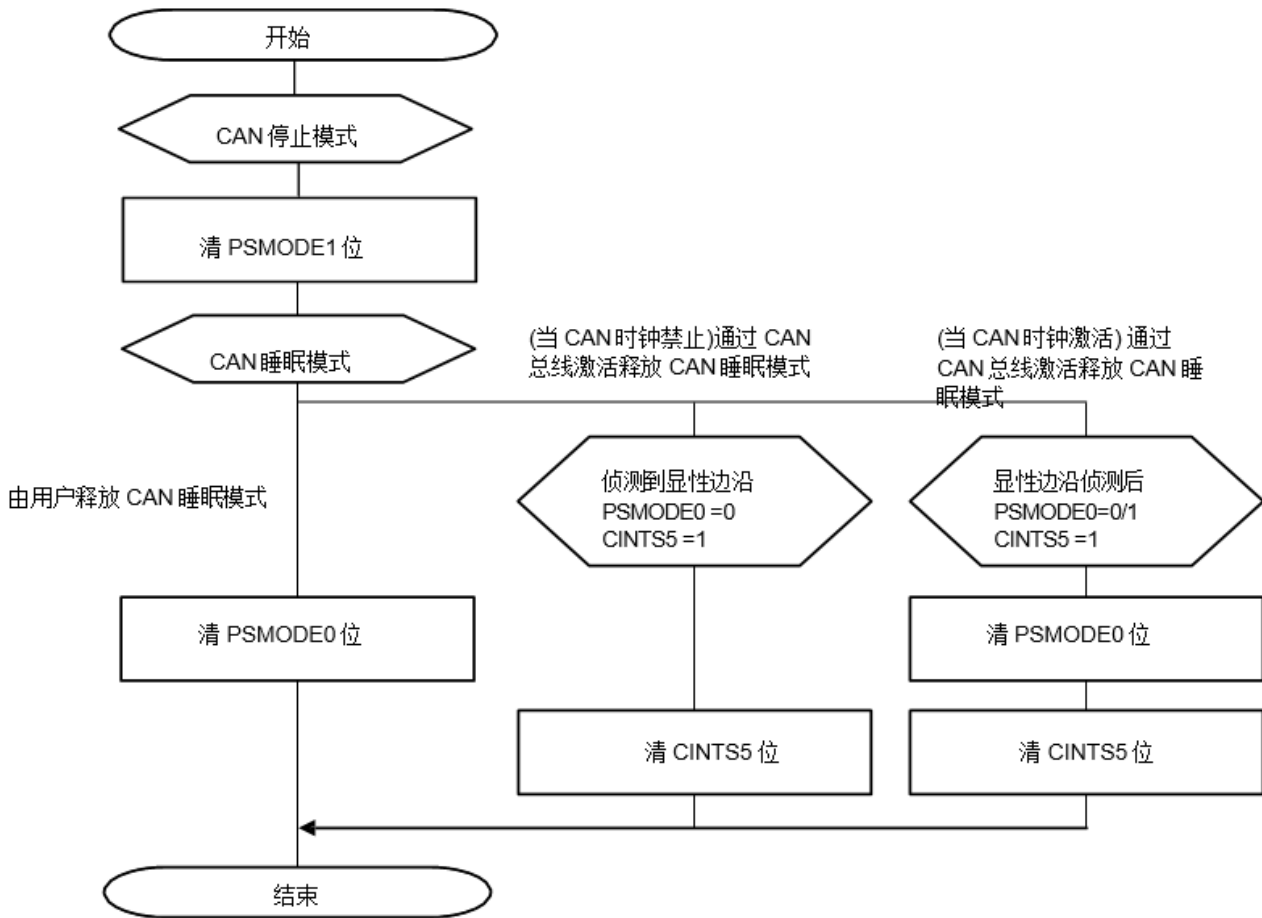 开始
CAN 停止模式
清 PSMODE1 位
CAN 睡眠模式
(当 CAN 时钟禁止)通过 CAN
总线激活释放 CAN 睡眠模式
(当 CAN 时钟激活) 通过
CAN 总线激活释放 CAN 睡
眠模式
由用户释放 CAN 睡眠模式
侦测到显性边沿
PSMODE0 =0
CINTS5 =1
显性边沿侦测后
PSMODE0=0/1
CINTS5 =1
清 PSMODE0 位
清 PSMODE0 位
清 CINTS5 位
清 CINTS5 位
结束